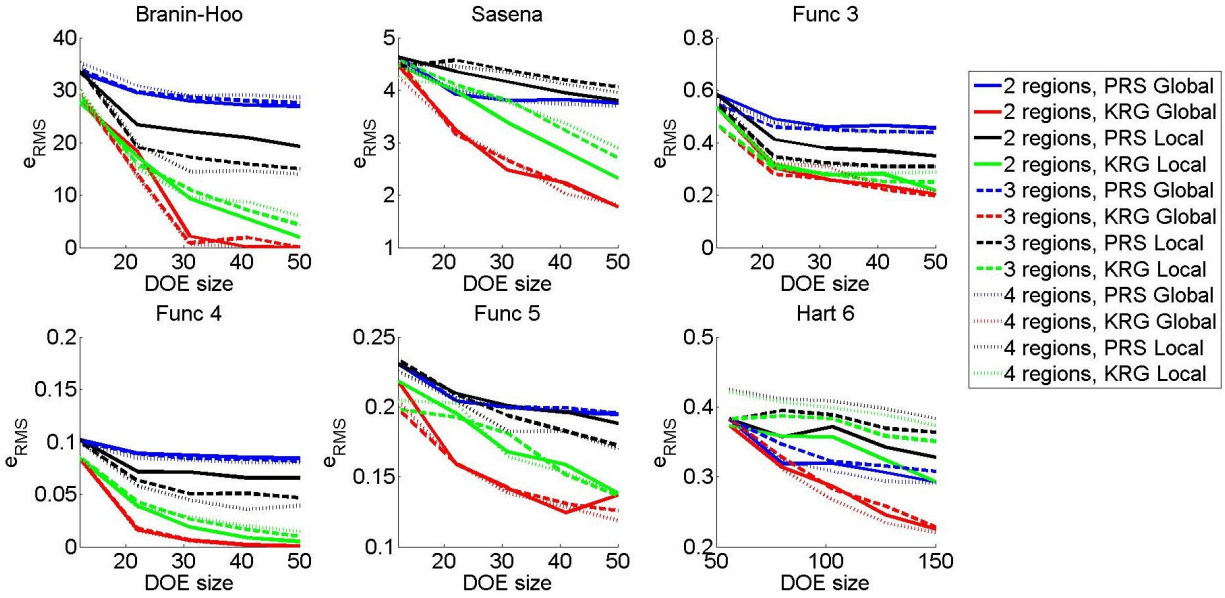 Branin-Hoo
40
30
20
10
0
20 30 40 50
DOE size
eRMS
Sasena
5
4
3
2
1
20 30 40 50
DOE size
eRMS
Func 3
0.8
0.6
0.4
0.2
0
20 30 40 50
DOE size
eRMS
2 regions, PRS Global
2 regions, KRG Global
2 regions, PRS Local
2 regions, KRG Local
3 regions, PRS Global
3 regions, KRG Global
3 regions, PRS Local
3 regions, KRG Local
4 regions, PRS Global
4 regions, KRG Global
4 regions, PRS Local
4 regions, KRG Local
Func 4
0.2
0.15
0.1
0.05
0
20 30 40 50
DOE size
eRMS
Func 5
0.25
0.2
0.15
0.1
20 30 40 50
DOE size
eRMS
Hart 6
0.5
0.4
0.3
0.2
50 100 150
DOE size
eRMS